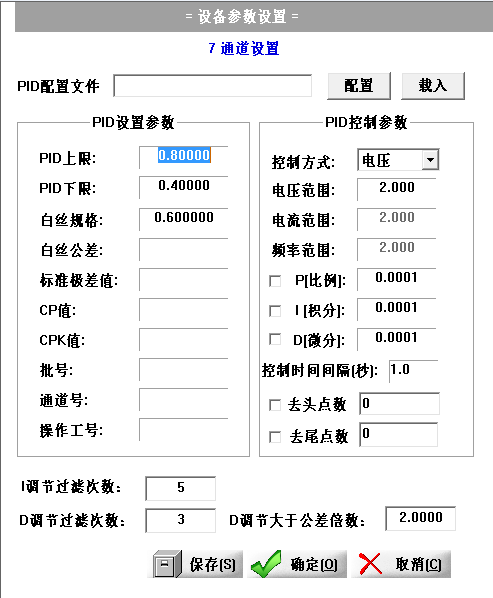 = 设备参数设置 =
7 通道设置
PID配置文件 配置 载入
PID设置参数
PID上限: 0.80000
PID下限: 0.40000
白丝规格: 0.600000
白丝公差:
标准极差值:
CP值:
CPK值:
批号:
通道号:
操作工号:
PID控制参数
控制方式: 电压
电压范围: 2.000
电流范围: 2.000
频率范围: 2.000
P[比例]: 0.0001
I [积分]: 0.0001
D[微分]: 0.0001
控制时间间隔(秒): 1.0
去头点数 0
去尾点数 0
I调节过滤次数: 5
D调节过滤次数: 3 D调节大于公差倍数: 2.0000
保存(S) 确定(O) 取消(C)